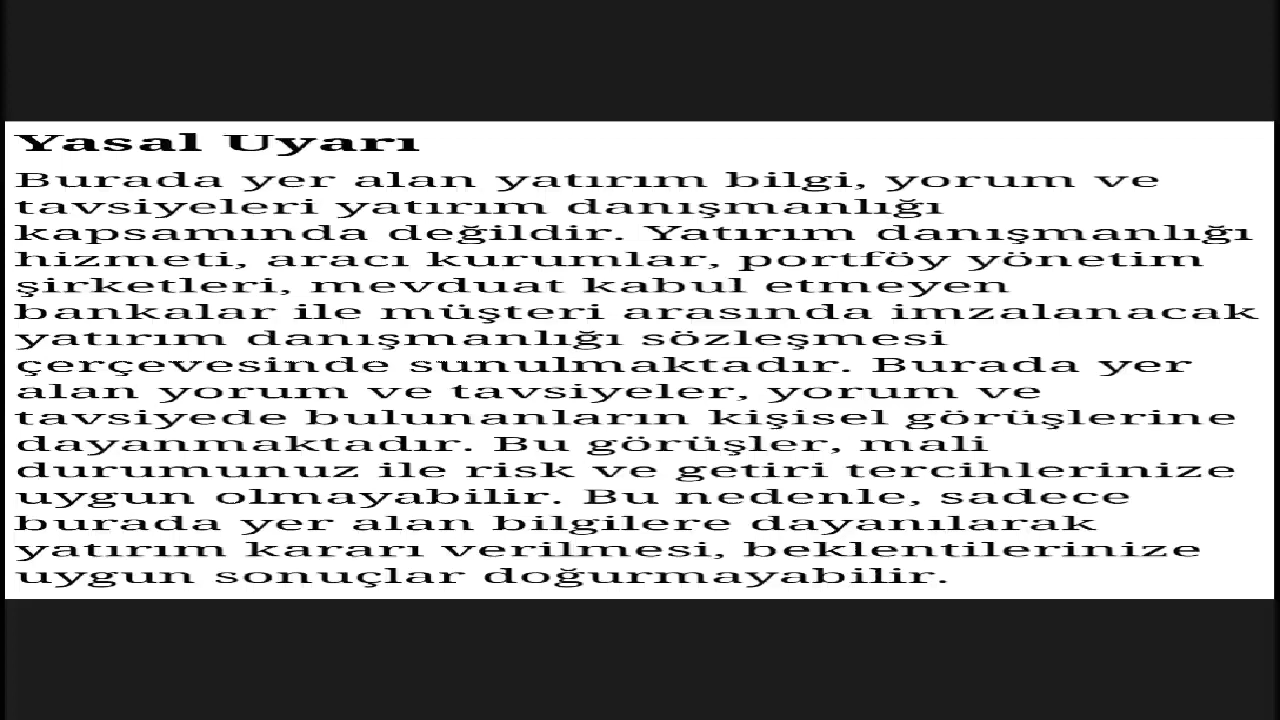 Yasal Uyarı
Burada yer alan yatırım bilgi, yorum ve
tavsiyeleri yatırım danışmanlığı
kapsamında değildir. Yatırım danışmanlığı
hizmeti, aracı kurumlar, portföy yönetim
şirketleri, mevduat kabul etmeyen
bankalar ile müşteri arasında imzalanacak
yatırım danışmanlığı sözleşmesi
çerçevesinde sunulmaktadır. Burada yer
alan yorum ve tavsiyeler, yorum ve
tavsiyede bulunanların kişisel görüşlerine
dayanmaktadır. Bu görüşler, mali
durumunuz ile risk ve getiri tercihlerinize
uygun olmayabilir. Bu nedenle, sadece
burada yer alan bilgilere dayanılarak
yatırım kararı verilmesi, beklentilerinize
uygun sonuçlar doğurmayabilir.